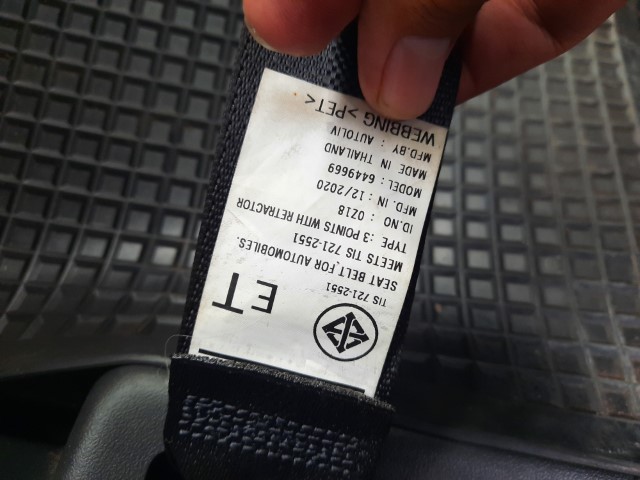 TIS 721-2551
ET
SEAT BELT FOR AUTOMOBILES.
MEETS TIS 721-2551
TYPE :3 POINTS WITH RETRACTOR
ID.NO : 0Z18
MFD. IN : 12/2020
MODEL : 6449669
MADE IN THAILAND
MFD.BY : AUTOLIV
WEBBING >PET<